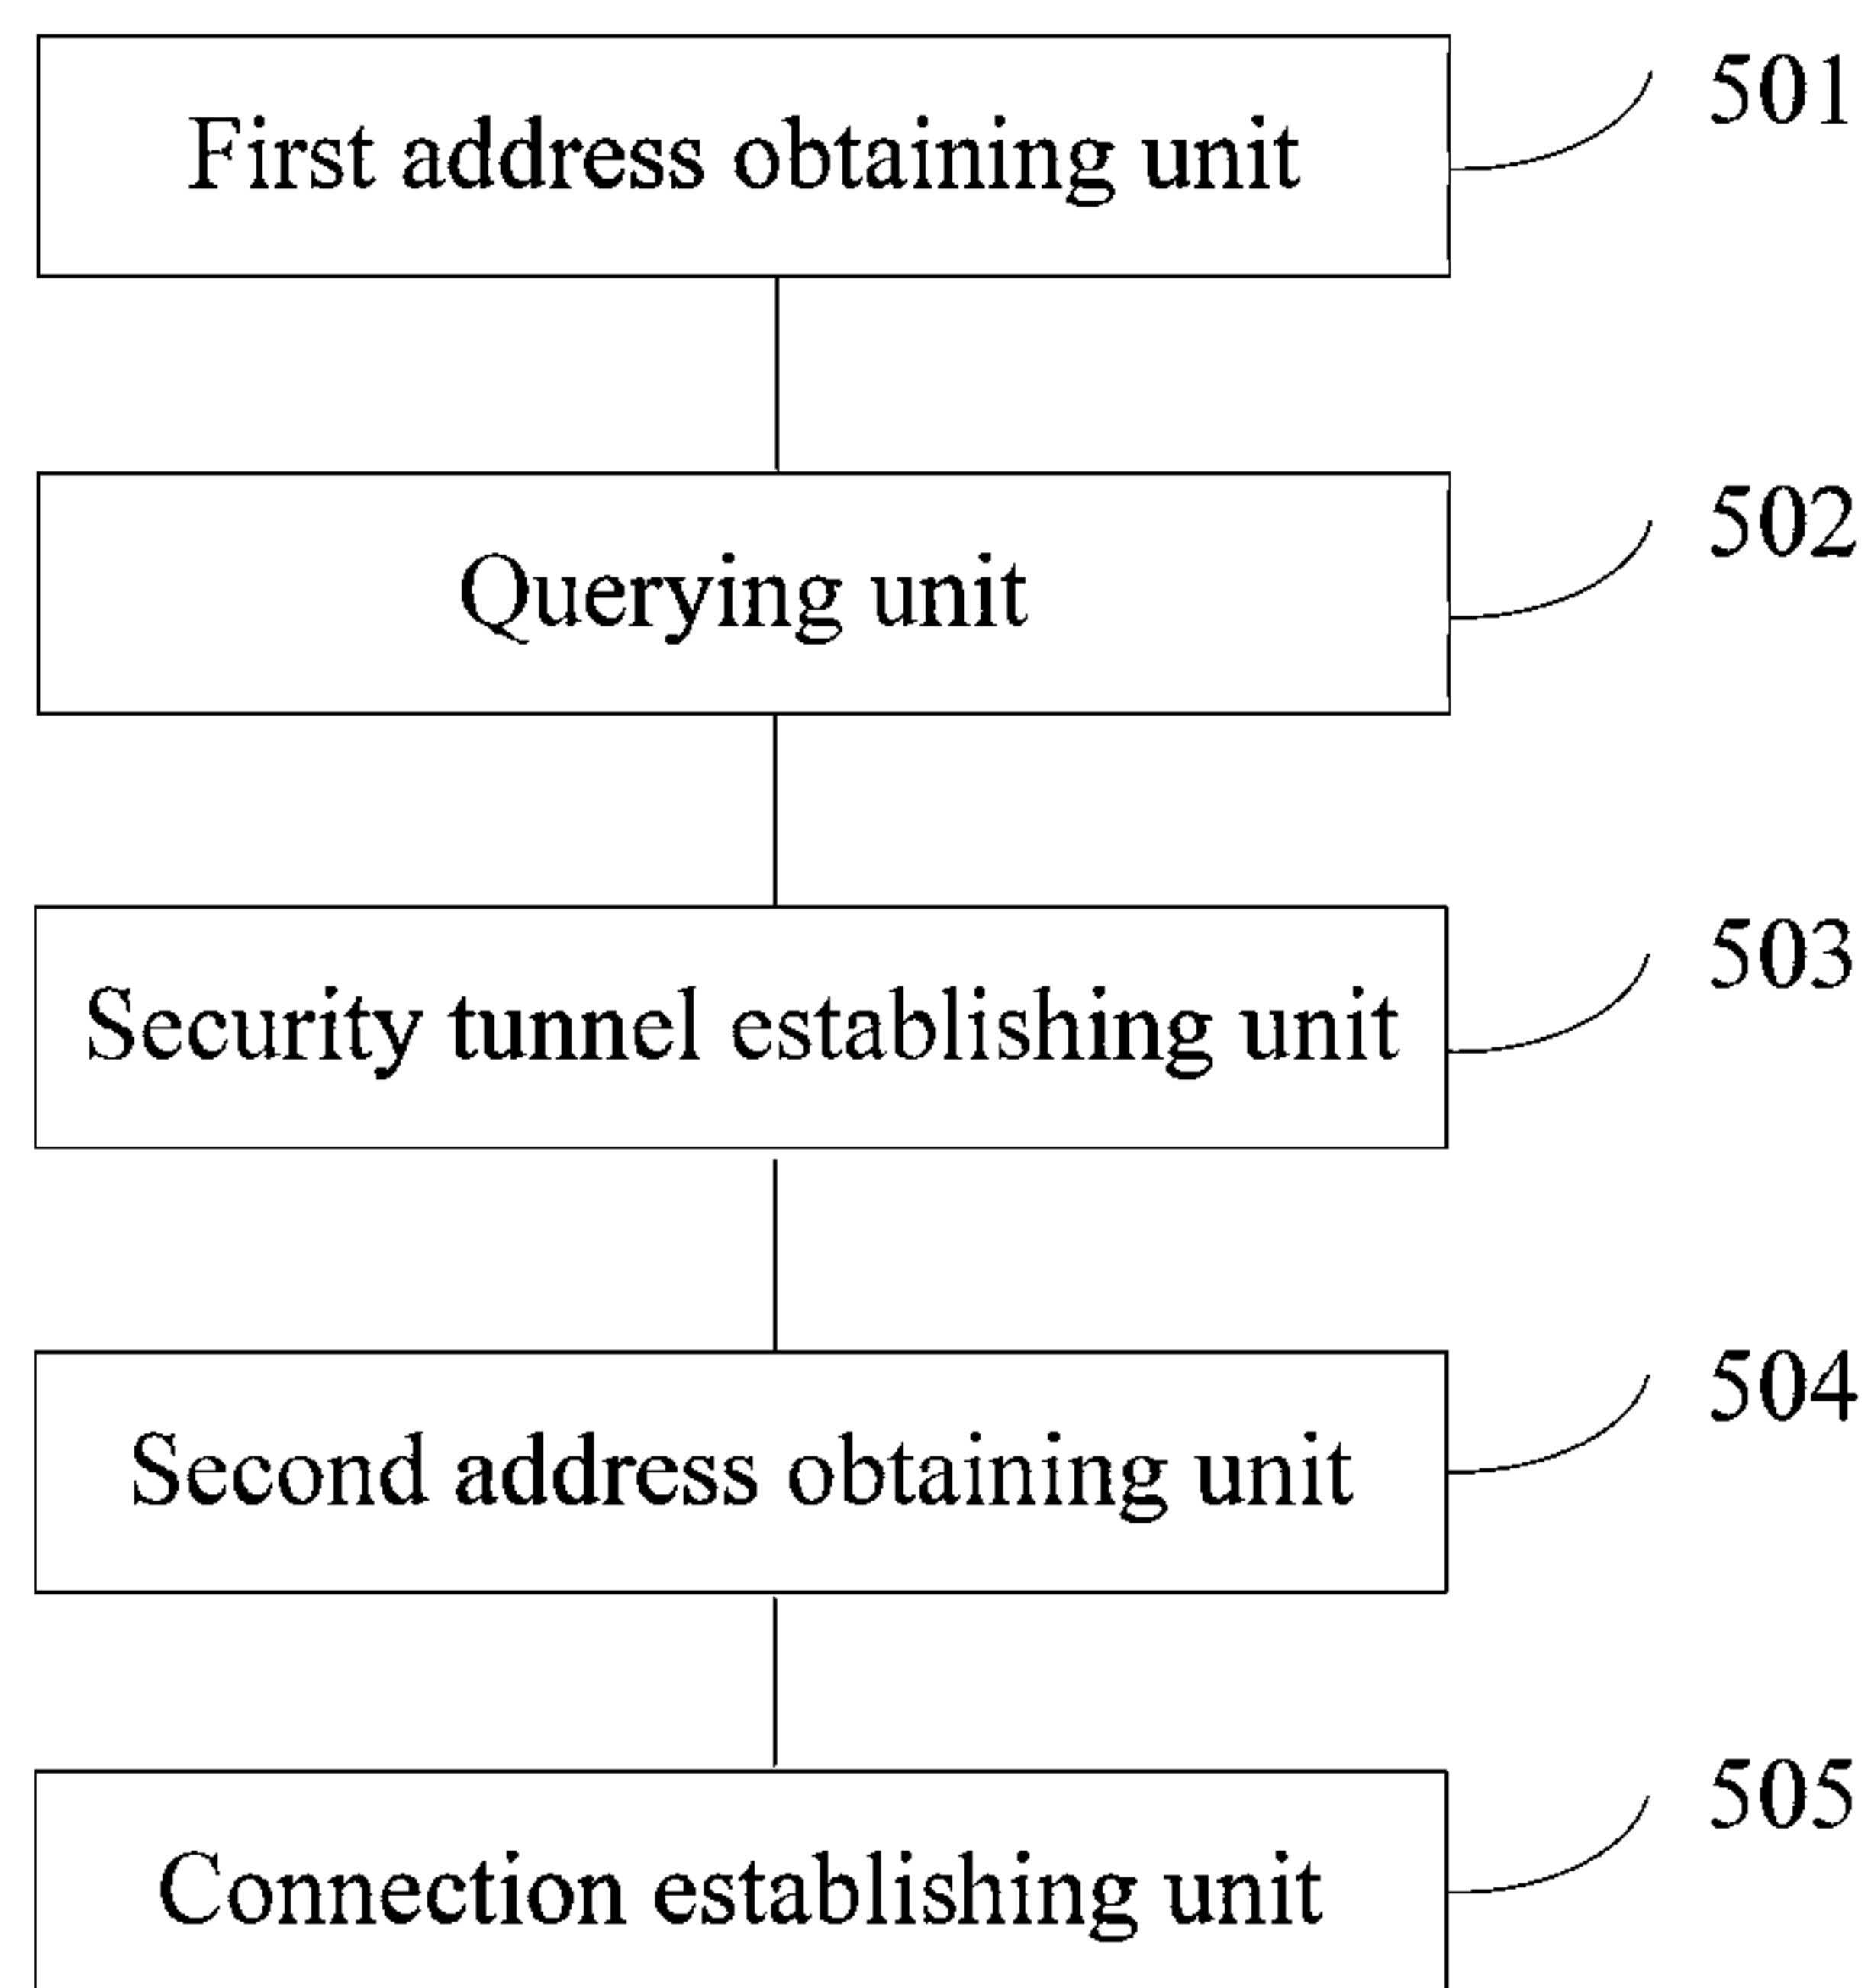 First address obtaining unit
501
Querying unit
502
Security tunnel establishing unit
503
Second address obtaining unit
504
Connection establishing unit
505